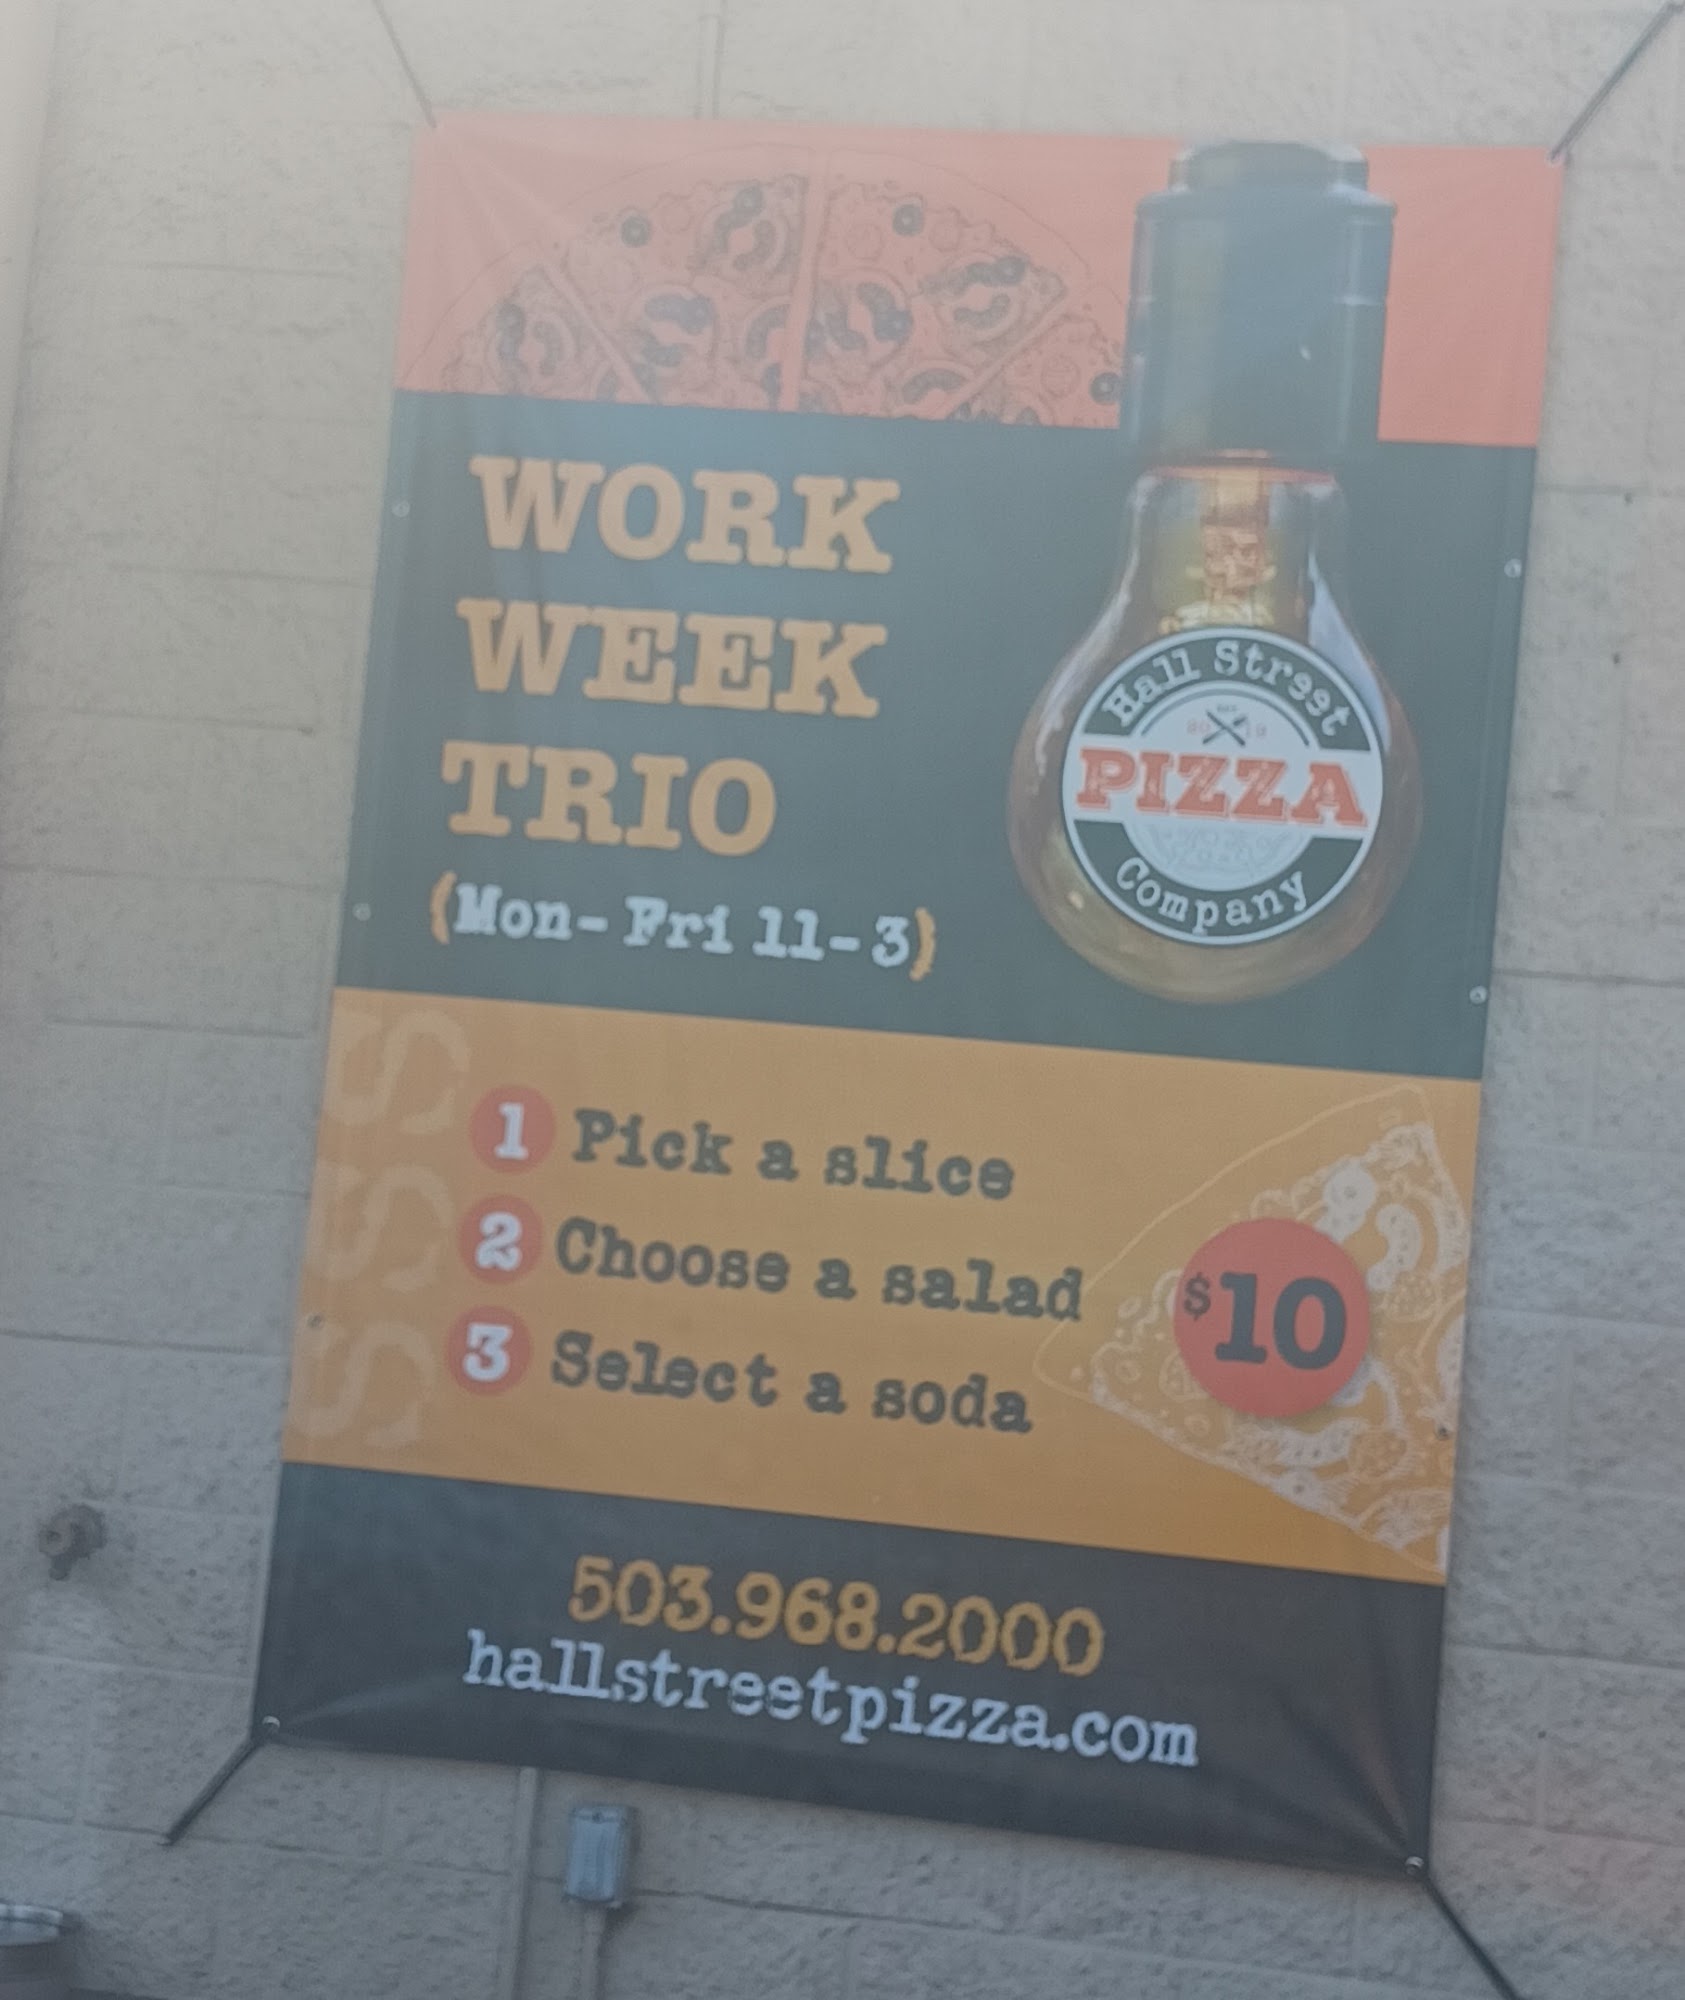 WORK
WEEK
TRIO
(Mon-Fri 11-3)
Hall Street
PIZZA
Company
1 Pick a slice
2 Choose a salad
3 Select a soda
$10
SSS
503.968.2000
hallstreetpizza.com